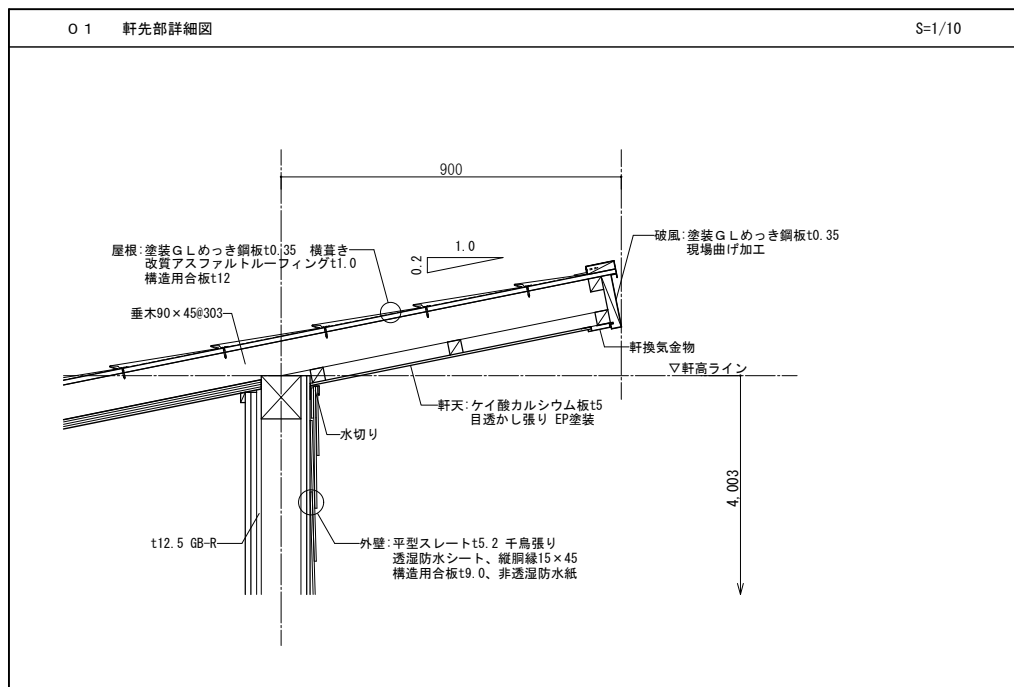 01 軒先部詳細図 S=1/10
900
屋根:塗装GLめっき鋼板t0.35 横葺き
改質アスファルトルーフィングt1.0
構造用合板t12
1.0
0.2
破風:塗装GLめっき鋼板t0.35
現場曲げ加工
垂木90×45@303
軒換気金物
▽軒高ライン
軒天:ケイ酸カルシウム板t5
目透かし張り EP塗装
水切り
4,003
t12.5 GB-R
外壁:平型スレートt5.2 千鳥張り
透湿防水シート、縦胴縁15×45
構造用合板t9.0、非透湿防水紙